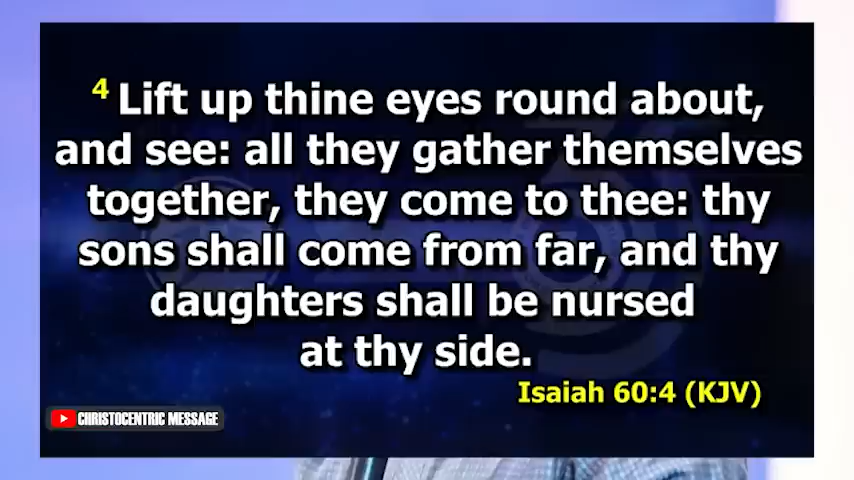 4 Lift up thine eyes round about,
and see: all they gather themselves
together, they come to thee: thy
sons shall come from far, and thy
daughters shall be nursed
at thy side.
Isaiah 60:4 (KJV)
CHRISTOCENTRIC MESSAGE